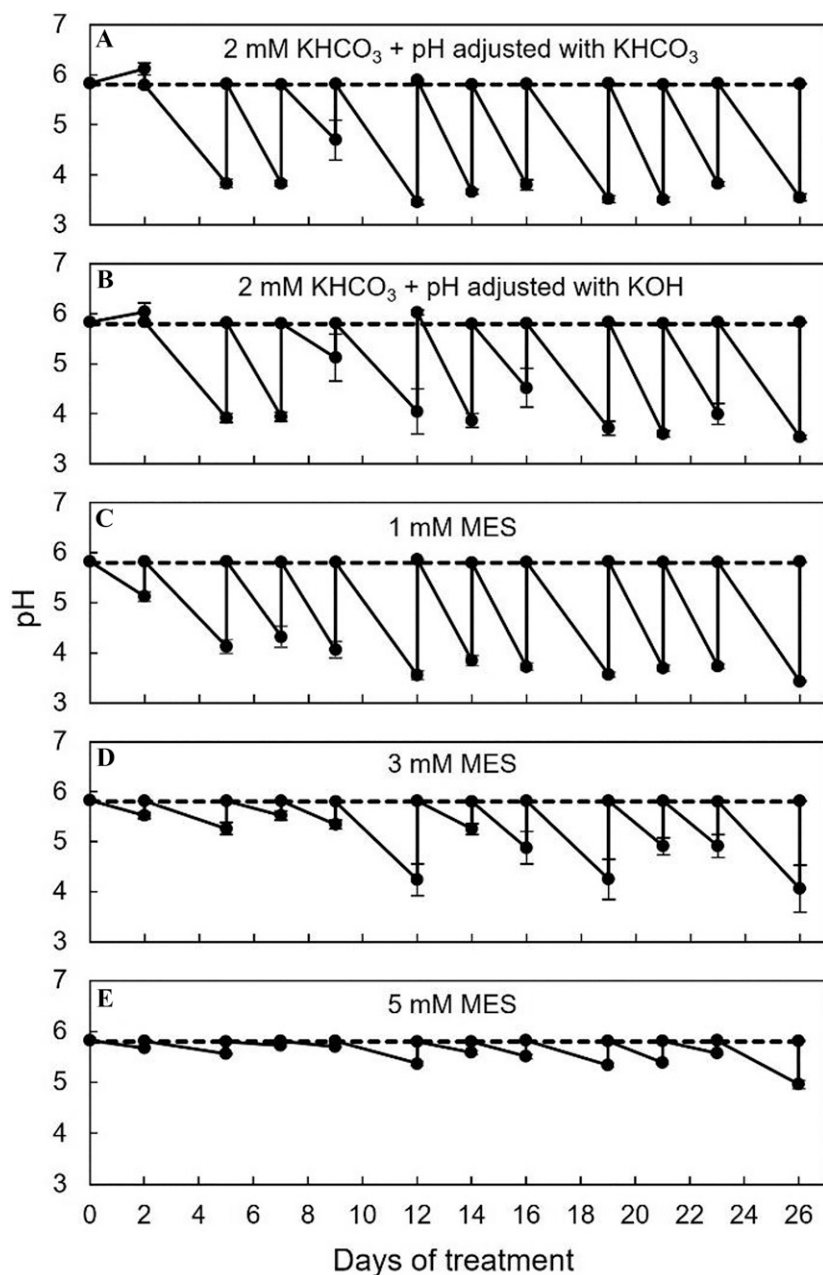 A
2 mM KHCO₃ + pH adjusted with KHCO₃
7
6
5
4
3
B
2 mM KHCO₃ + pH adjusted with KOH
7
6
5
4
3
C
1 mM MES
7
6
5
4
3
pH
D
3 mM MES
7
6
5
4
3
E
5 mM MES
7
6
5
4
3
0 2 4 6 8 10 12 14 16 18 20 22 24 26
Days of treatment